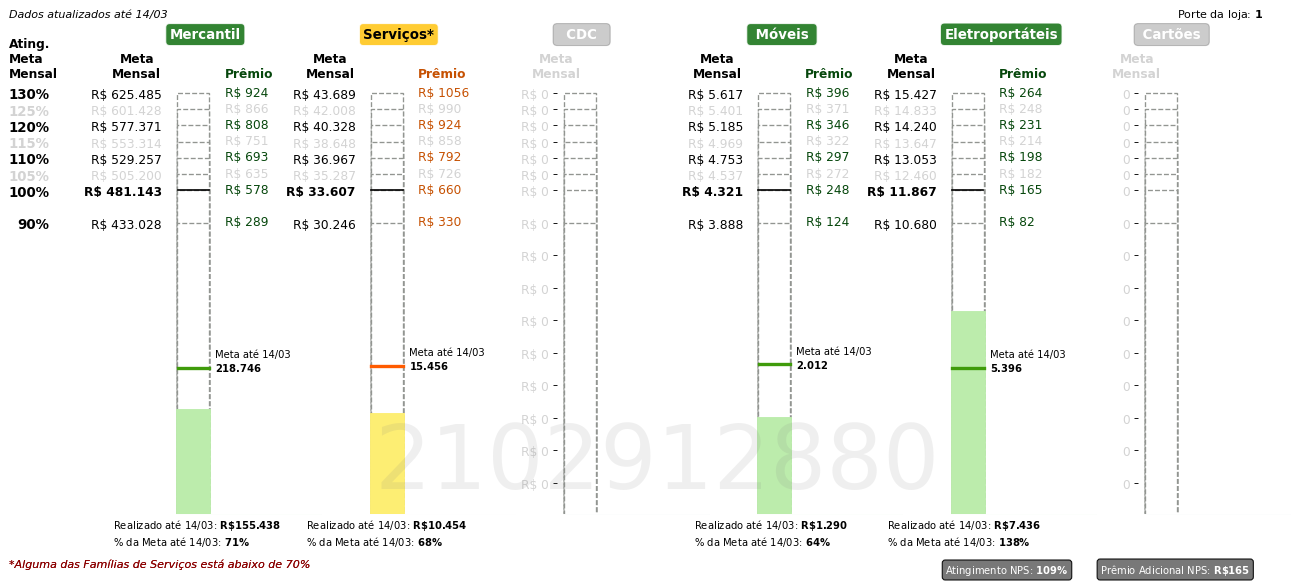 Dados atualizados até 14/03
Porte da loja: 1
Mercantil Serviços* CDC Móveis Eletroportáteis Cartões
Ating.
Meta Meta Meta Meta Meta Meta Meta
Mensal Mensal Prêmio Mensal Prêmio Mensal Mensal Prêmio Mensal Prêmio Mensal
130% R$ 625.485 R$ 924 R$ 43.689 R$ 1056 R$ 0 R$ 5.617 R$ 396 R$ 15.427 R$ 264 0
125% R$ 601.428 R$ 866 R$ 42.008 R$ 990 R$ 0 R$ 5.401 R$ 371 R$ 14.833 R$ 248 0
120% R$ 577.371 R$ 808 R$ 40.328 R$ 924 R$ 0 R$ 5.185 R$ 346 R$ 14.240 R$ 231 0
115% R$ 553.314 R$ 751 R$ 38.648 R$ 858 R$ 0 R$ 4.969 R$ 322 R$ 13.647 R$ 214 0
110% R$ 529.257 R$ 693 R$ 36.967 R$ 792 R$ 0 R$ 4.753 R$ 297 R$ 13.053 R$ 198 0
105% R$ 505.200 R$ 635 R$ 35.287 R$ 726 R$ 0 R$ 4.537 R$ 272 R$ 12.460 R$ 182 0
100% R$ 481.143 R$ 578 R$ 33.607 R$ 660 R$ 0 R$ 4.321 R$ 248 R$ 11.867 R$ 165 0
90% R$ 433.028 R$ 289 R$ 30.246 R$ 330 R$ 0 R$ 3.888 R$ 124 R$ 10.680 R$ 82 0
R$ 0 0
R$ 0 0
R$ 0 0
R$ 0 0
Meta até 14/03 Meta até 14/03 Meta até 14/03 Meta até 14/03
218.746 15.456 2.012 5.396
R$ 0 0
R$ 0 0
R$ 0 0
2102912880
R$ 0 0
Realizado até 14/03: R$155.438 Realizado até 14/03: R$10.454 Realizado até 14/03: R$1.290 Realizado até 14/03: R$7.436
% da Meta até 14/03: 71% % da Meta até 14/03: 68% % da Meta até 14/03: 64% % da Meta até 14/03: 138%
*Alguma das Famílias de Serviços está abaixo de 70%
Atingimento NPS: 109% Prêmio Adicional NPS: R$165